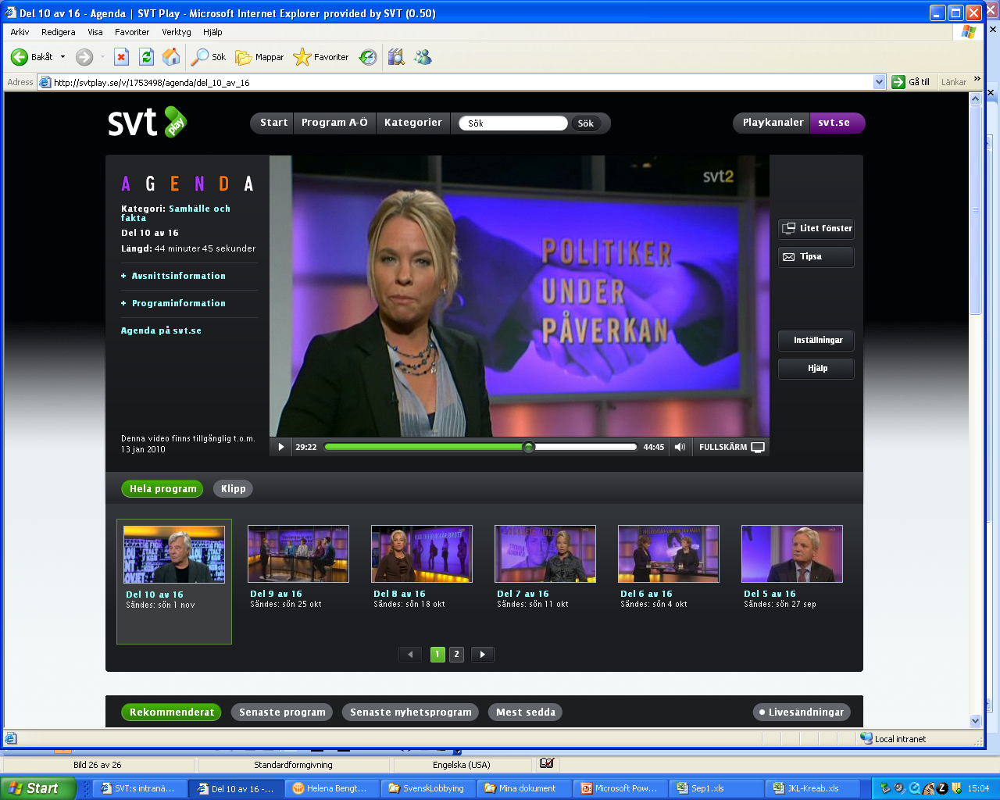 Del 10 av 16 - Agenda | SVT Play - Microsoft Internet Explorer provided by SVT (0.50)
Arkiv Redigera Visa Favoriter Verktyg Hjälp
Bakåt Sök Mappar Favoriter
Adress http://svtplay.se/v/1753498/agenda/del_10_av_16 Gå till Länkar »
svt play Start Program A-Ö Kategorier Sök Sök Playkanaler svt.se
AGENDA
Kategori: Samhälle och
fakta
Del 10 av 16
Längd: 44 minuter 45 sekunder
+ Avsnittsinformation
+ Programinformation
Agenda på svt.se
Denna video finns tillgänglig t.o.m.
13 jan 2010
svt2
POLITIKER
UNDER
PÅVERKAN
29:22 44:45 FULLSKÄRM
Litet fönster
Tipsa
Inställningar
Hjälp
Hela program Klipp
Del 10 av 16
Sändes: sön 1 nov
Del 9 av 16
Sändes: sön 25 okt
Del 8 av 16
Sändes: sön 18 okt
Del 7 av 16
Sändes: sön 11 okt
Del 6 av 16
Sändes: sön 4 okt
Del 5 av 16
Sändes: sön 27 sep
1 2
Rekommenderat Senaste program Senaste nyhetsprogram Mest sedda Livesändningar
Local intranet
Bild 26 av 26 Standardformgivning Engelska (USA)
Start SVT:s intranä... Del 10 av 16 -... Helena Bengt... SvenskLobbying Mina dokument Microsoft Pow... Sep1.xls JKL-Kreab.xls 15:04